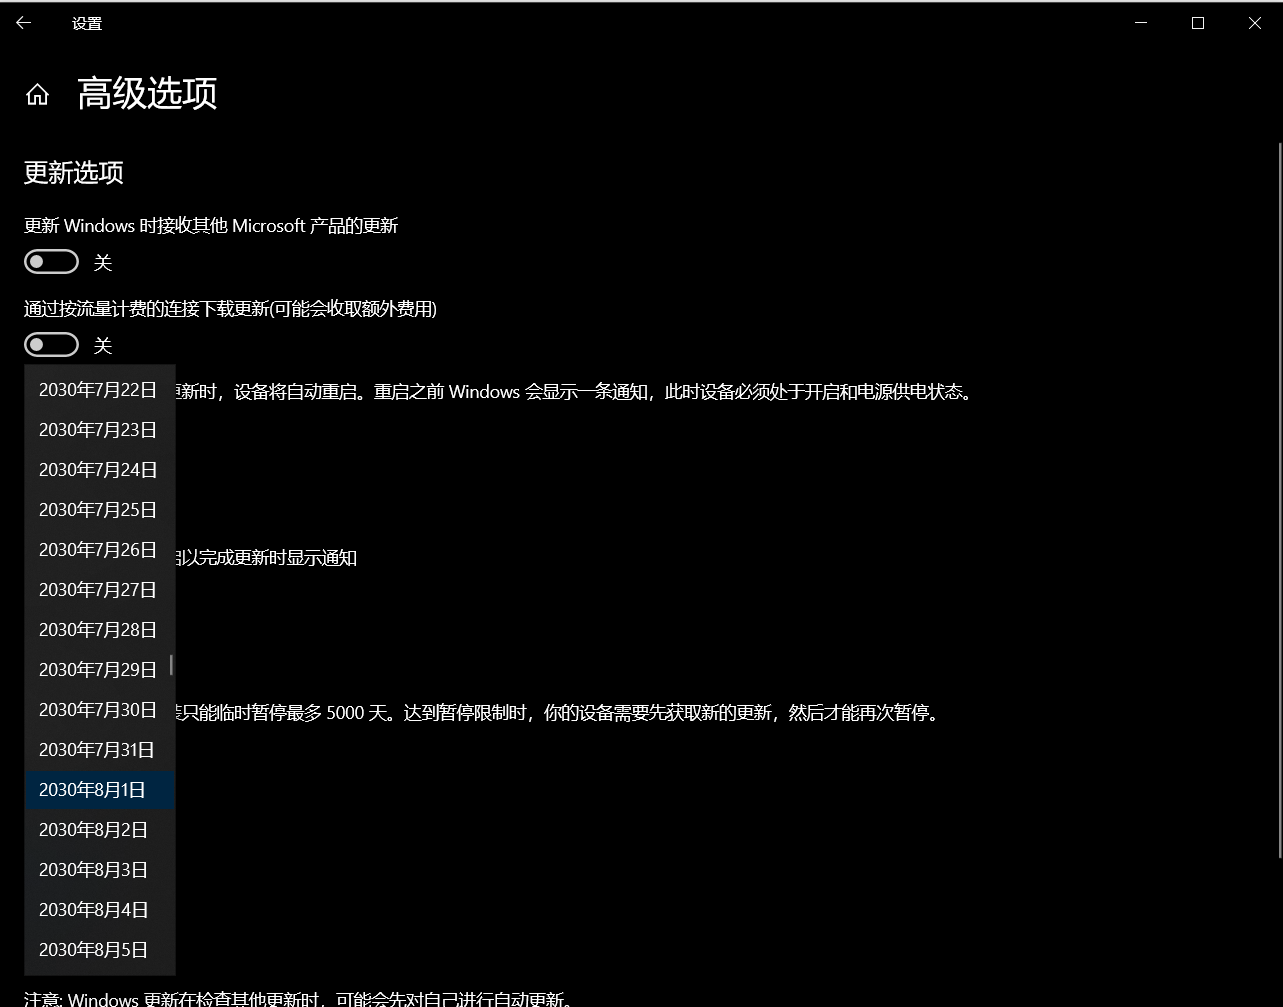 设置
高级选项
更新选项
更新 Windows 时接收其他 Microsoft 产品的更新
关
通过按流量计费的连接下载更新(可能会收取额外费用)
关
2030年7月22日
更新时，设备将自动重启。重启之前 Windows 会显示一条通知，此时设备必须处于开启和电源供电状态。
2030年7月23日
2030年7月24日
2030年7月25日
2030年7月26日
以完成更新时显示通知
2030年7月27日
2030年7月28日
2030年7月29日
2030年7月30日
只能临时暂停最多 5000 天。达到暂停限制时，你的设备需要先获取新的更新，然后才能再次暂停。
2030年7月31日
2030年8月1日
2030年8月2日
2030年8月3日
2030年8月4日
2030年8月5日
注意: Windows 更新在检查其他更新时，可能会先对自己进行自动更新。